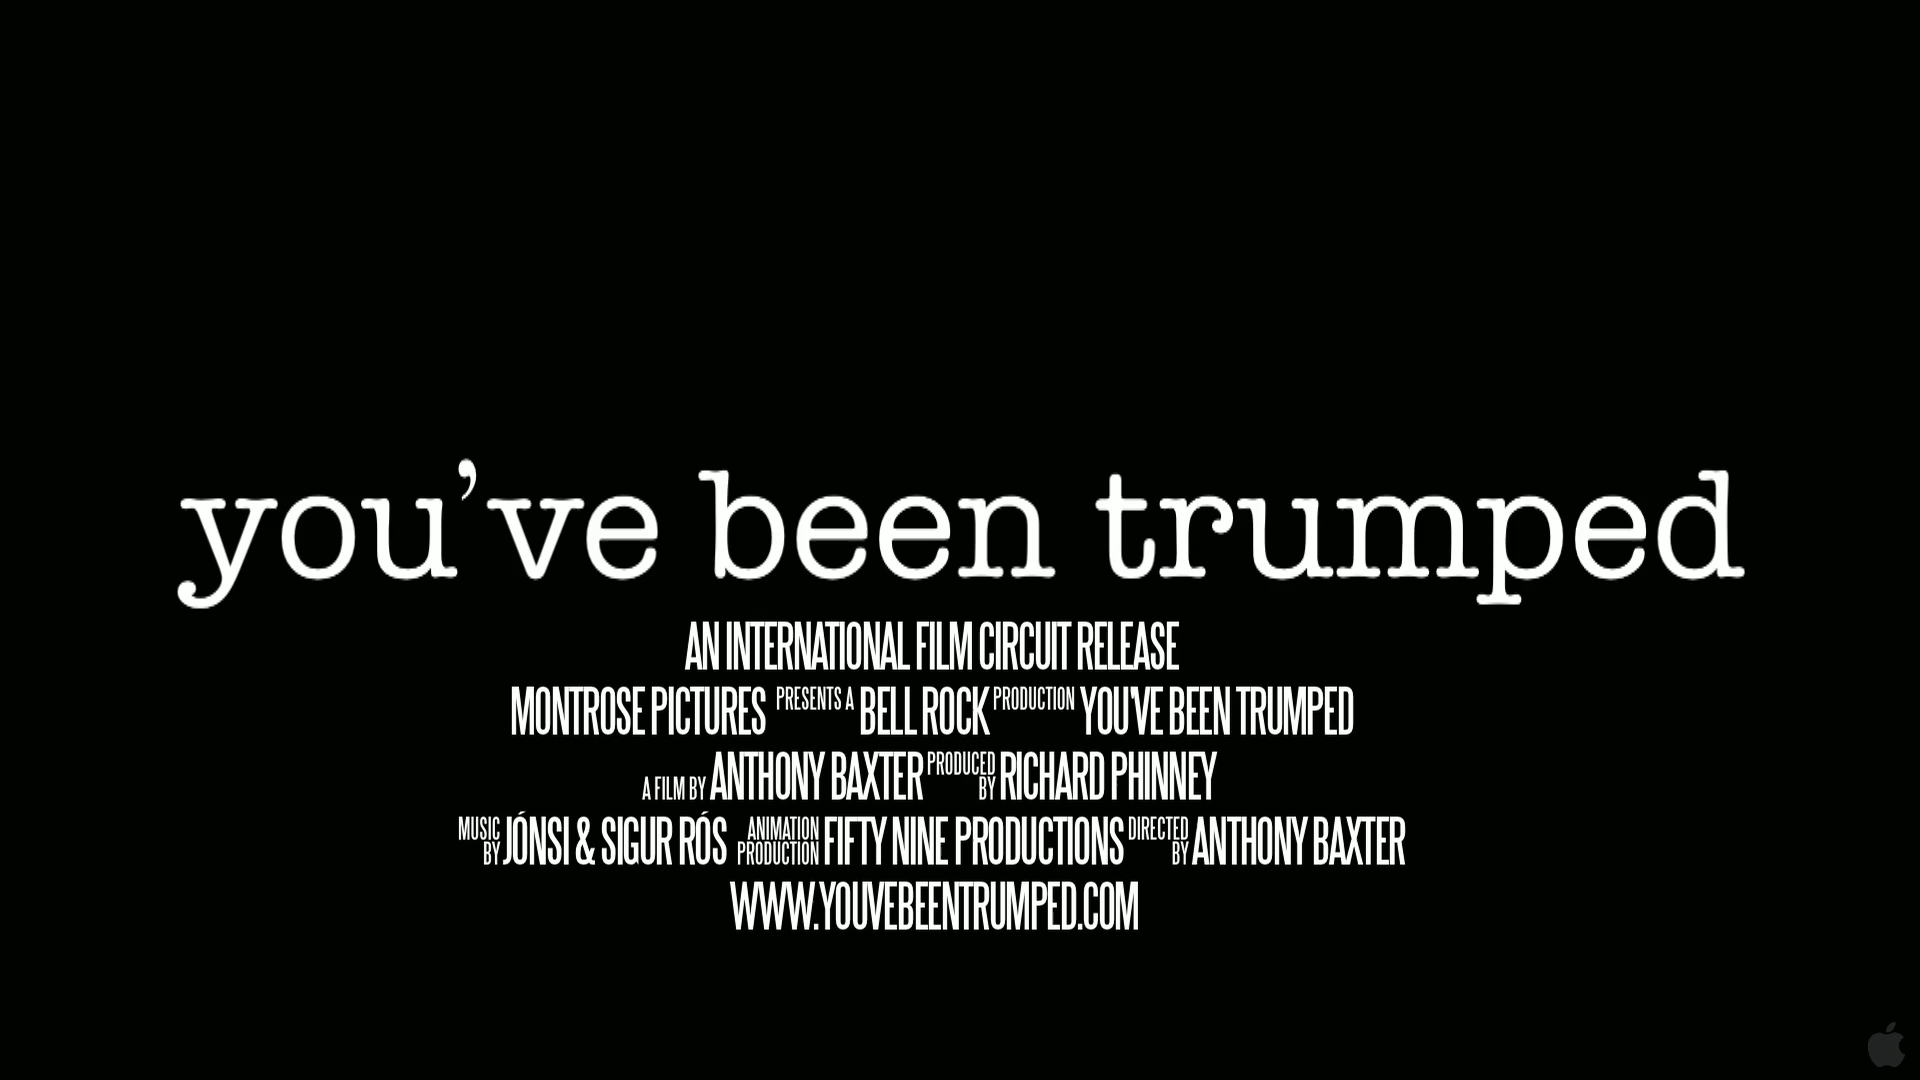 you've been trumped
AN INTERNATIONAL FILM CIRCUIT RELEASE
MONTROSE PICTURES PRESENTS A BELL ROCK PRODUCTION YOU'VE BEEN TRUMPED
A FILM BY ANTHONY BAXTER PRODUCED BY RICHARD PHINNEY
MUSIC BY JÓNSI & SIGUR RÓS ANIMATION PRODUCTION FIFTY NINE PRODUCTIONS DIRECTED BY ANTHONY BAXTER
WWW.YOUVEBEENTRUMPED.COM